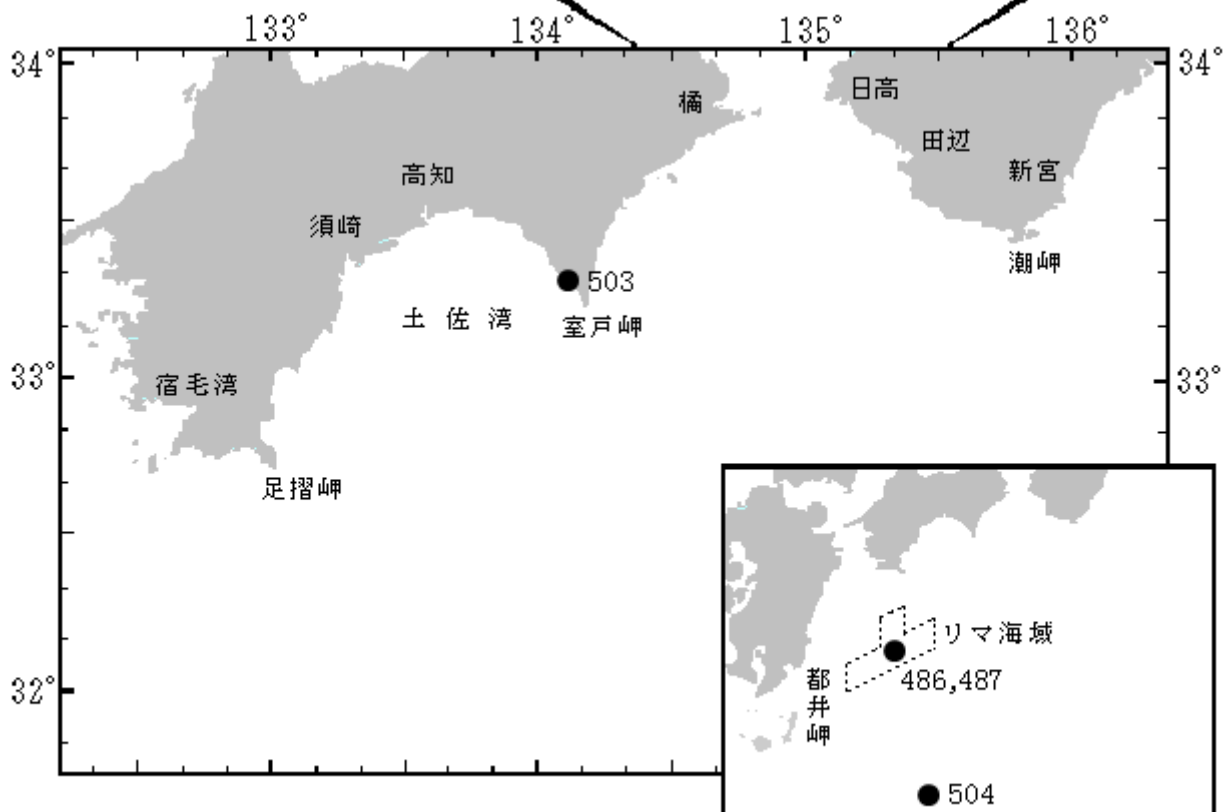 133°
134°
135°
136°
34°
34°
日高
橘
田辺
新宮
高知
須崎
潮岬
503
土佐湾
室戸岬
33°
33°
宿毛湾
足摺岬
リマ海域
486,487
都井岬
32°
504